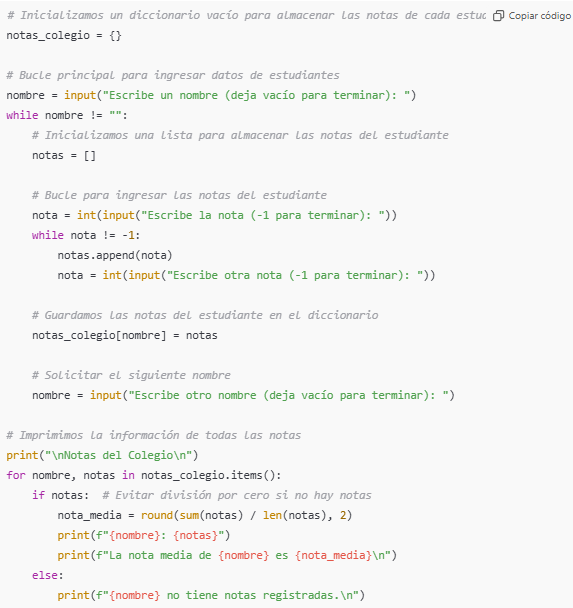 # Inicializamos un diccionario vacío para almacenar las notas de cada Copiar código
notas_colegio = {}
# Bucle principal para ingresar datos de estudiantes
nombre = input("Escribe un nombre (deja vacío para terminar): ")
while nombre != "":
# Inicializamos una lista para almacenar las notas del estudiante
notas = []
# Bucle para ingresar las notas del estudiante
nota = int(input("Escribe la nota (-1 para terminar): "))
while nota != -1:
notas.append(nota)
nota = int(input("Escribe otra nota (-1 para terminar): "))
# Guardamos las notas del estudiante en el diccionario
notas_colegio[nombre] = notas
# Solicitar el siguiente nombre
nombre = input("Escribe otro nombre (deja vacío para terminar): ")
# Imprimimos la información de todas las notas
print("\nNotas del Colegio\n")
for nombre, notas in notas_colegio.items():
if notas:  # Evitar división por cero si no hay notas
nota_media = round(sum(notas) / len(notas), 2)
print(f"{nombre}: {notas}")
print(f"La nota media de {nombre} es {nota_media}\n")
else:
print(f"{nombre} no tiene notas registradas.\n")